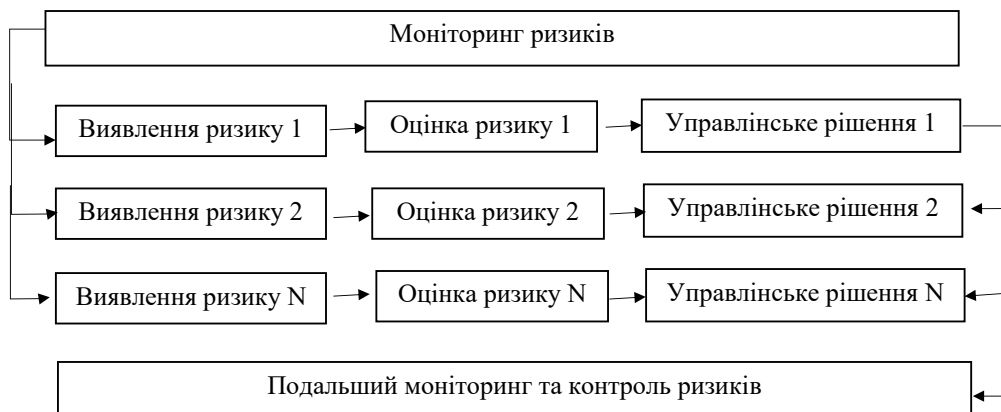 Моніторинг ризиків
Виявлення ризику 1
Оцінка ризику 1
Управлінське рішення 1
Виявлення ризику 2
Оцінка ризику 2
Управлінське рішення 2
Виявлення ризику N
Оцінка ризику N
Управлінське рішення N
Подальший моніторинг та контроль ризиків